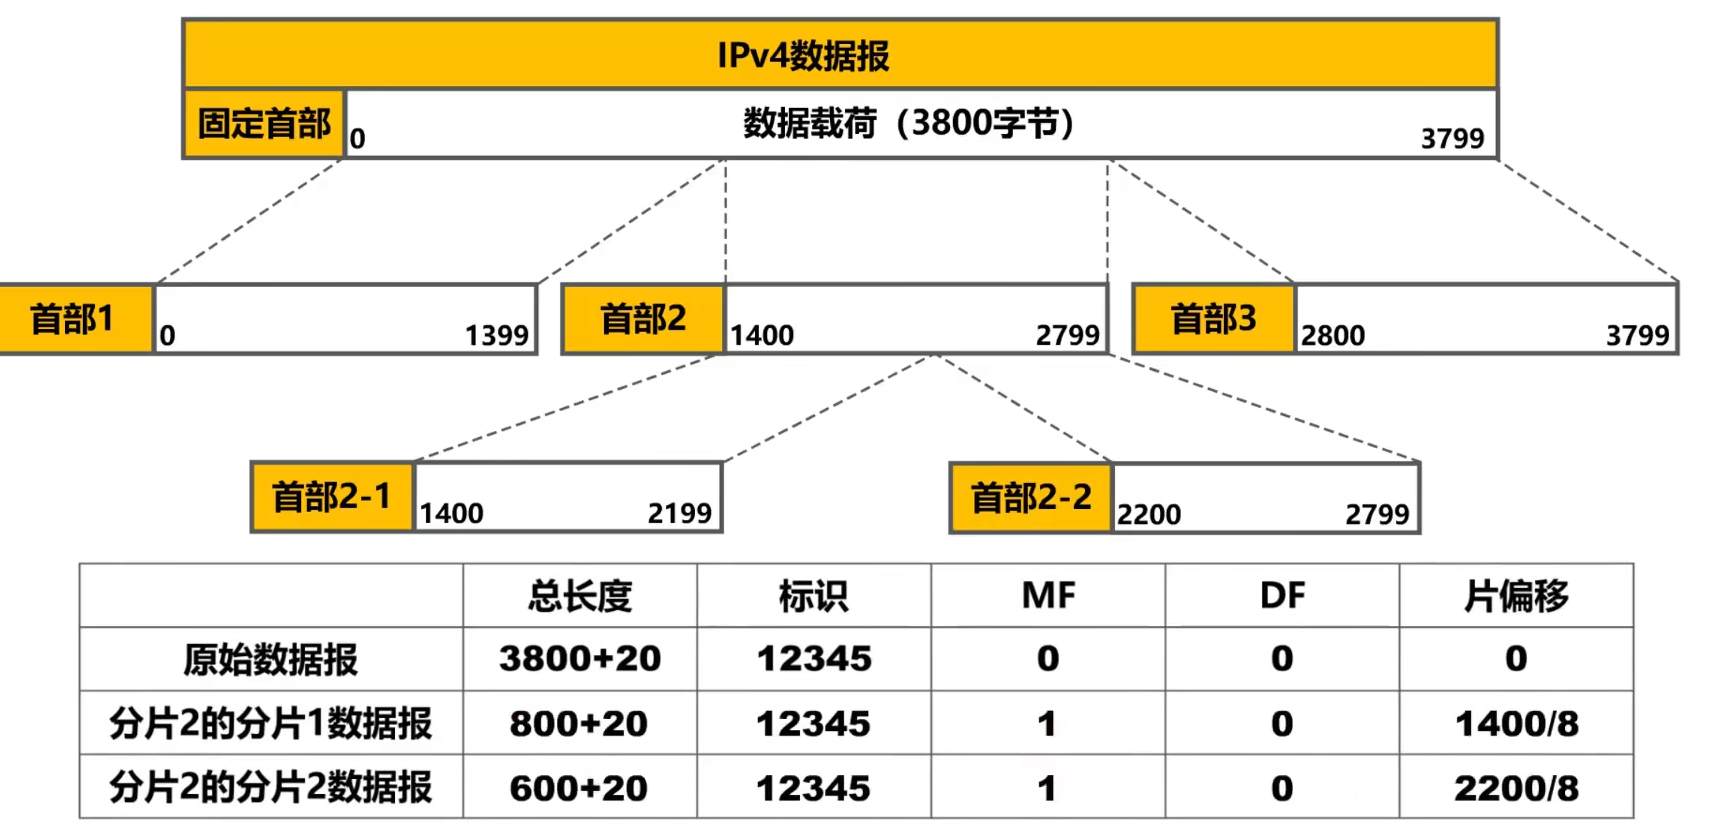 IPv4数据报
固定首部 0 数据载荷（3800字节） 3799
首部1 0 1399 首部2 1400 2799 首部3 2800 3799
首部2-1 1400 2199 首部2-2 2200 2799
总长度 标识 MF DF 片偏移
原始数据报 3800+20 12345 0 0 0
分片2的分片1数据报 800+20 12345 1 0 1400/8
分片2的分片2数据报 600+20 12345 1 0 2200/8